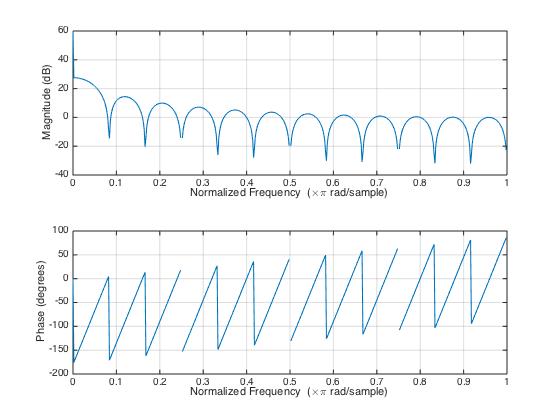 60
40
20
0
-20
-40
Magnitude (dB)
0 0.1 0.2 0.3 0.4 0.5 0.6 0.7 0.8 0.9 1
Normalized Frequency (×π rad/sample)
100
50
0
-50
-100
-150
-200
Phase (degrees)
0 0.1 0.2 0.3 0.4 0.5 0.6 0.7 0.8 0.9 1
Normalized Frequency (×π rad/sample)